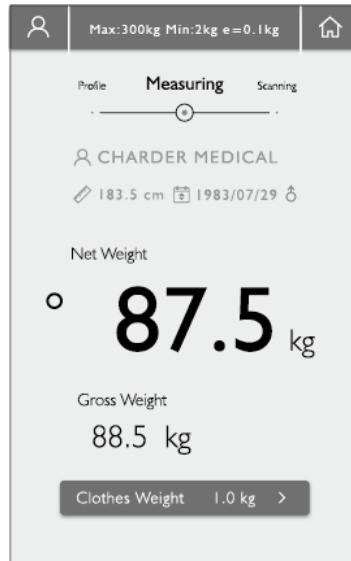 Max:300kg Min:2kg e=0.1kg
Profile Measuring Scanning
CHARDER MEDICAL
183.5 cm 1983/07/29
Net Weight
87.5 kg
Gross Weight
88.5 kg
Clothes Weight 1.0 kg >